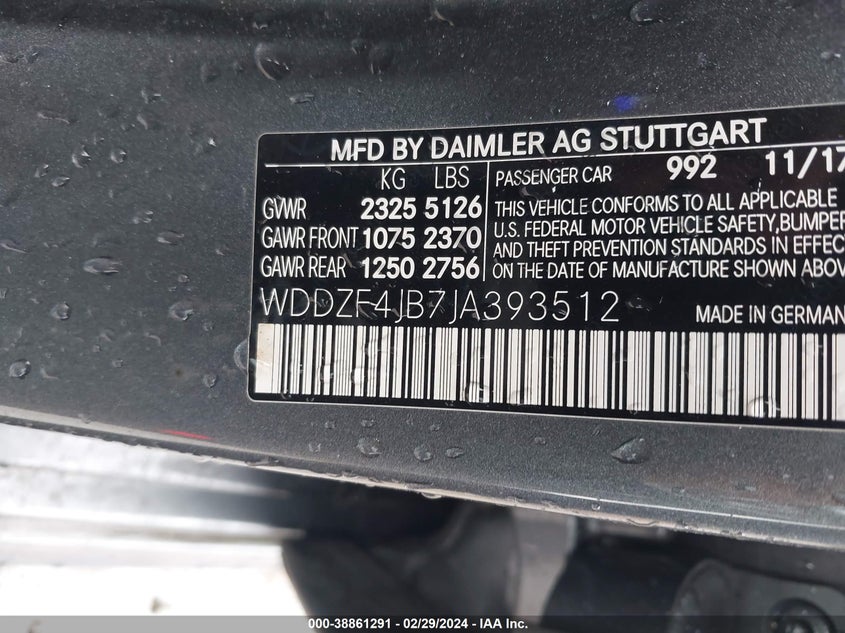 MFD BY DAIMLER AG STUTTGART
KG LBS
GVWR 2325 5126
GAWR FRONT 1075 2370
GAWR REAR 1250 2756
PASSENGER CAR 992 11/17
THIS VEHICLE CONFORMS TO ALL APPLICABLE
U.S. FEDERAL MOTOR VEHICLE SAFETY,BUMPER
AND THEFT PREVENTION STANDARDS IN EFFEC
ON THE DATE OF MANUFACTURE SHOWN ABOV
WDDZF4JB7JA393512
MADE IN GERMAN
000-38861291 / 02/29/2024 - IAA Inc.